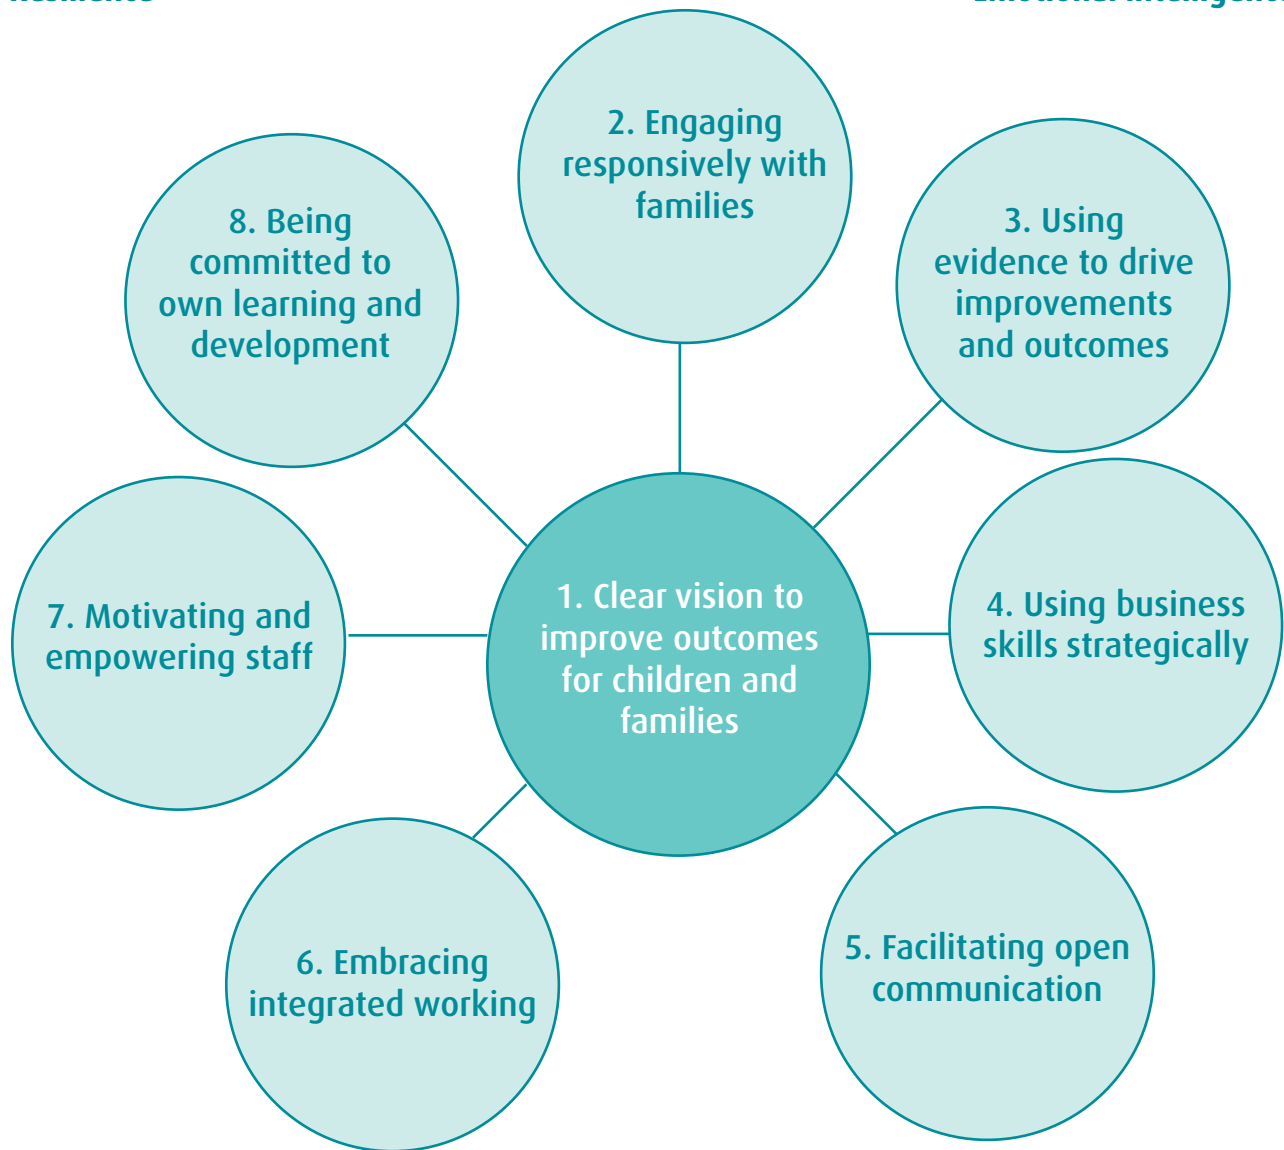 2. Engaging
responsively with
families
3. Using
evidence to drive
improvements
and outcomes
4. Using business
skills strategically
5. Facilitating open
communication
6. Embracing
integrated working
7. Motivating and
empowering staff
8. Being
committed to
own learning and
development
1. Clear vision to
improve outcomes
for children and
families